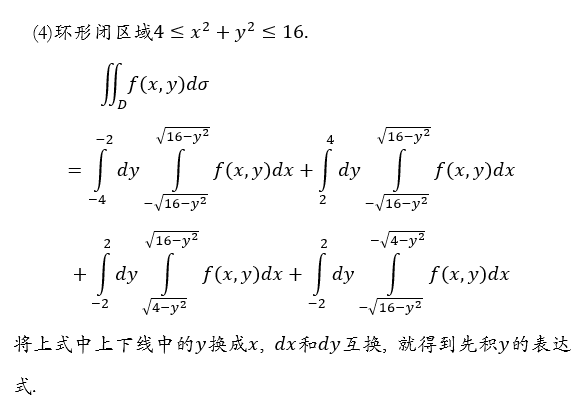 (4)环形闭区域4 ≤ x² + y² ≤ 16.
∬_D f(x, y)dσ
= ∫_{-4}^{-2} dy ∫_{-√(16−y²)}^{√(16−y²)} f(x, y)dx + ∫_{2}^{4} dy ∫_{-√(16−y²)}^{√(16−y²)} f(x, y)dx
+ ∫_{-2}^{2} dy ∫_{√(4−y²)}^{√(16−y²)} f(x, y)dx + ∫_{-2}^{2} dy ∫_{-√(16−y²)}^{-√(4−y²)} f(x, y)dx
将上式中上下线中的y换成x, dx和dy互换, 就得到先积y的表达
式.